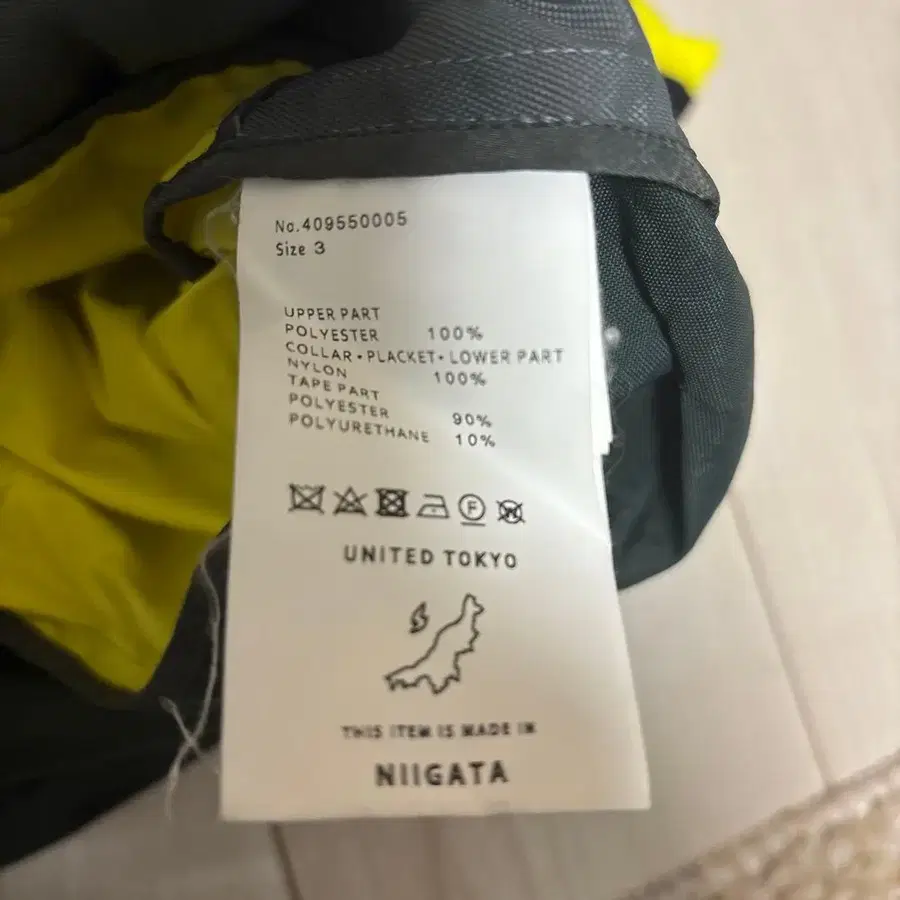 No.409550005
Size 3
UPPER PART
POLYESTER 100%
COLLAR・PLACKET・LOWER PART
NYLON 100%
TAPE PART
POLYESTER 90%
POLYURETHANE 10%
F W
UNITED TOKYO
THIS ITEM IS MADE IN
NIIGATA